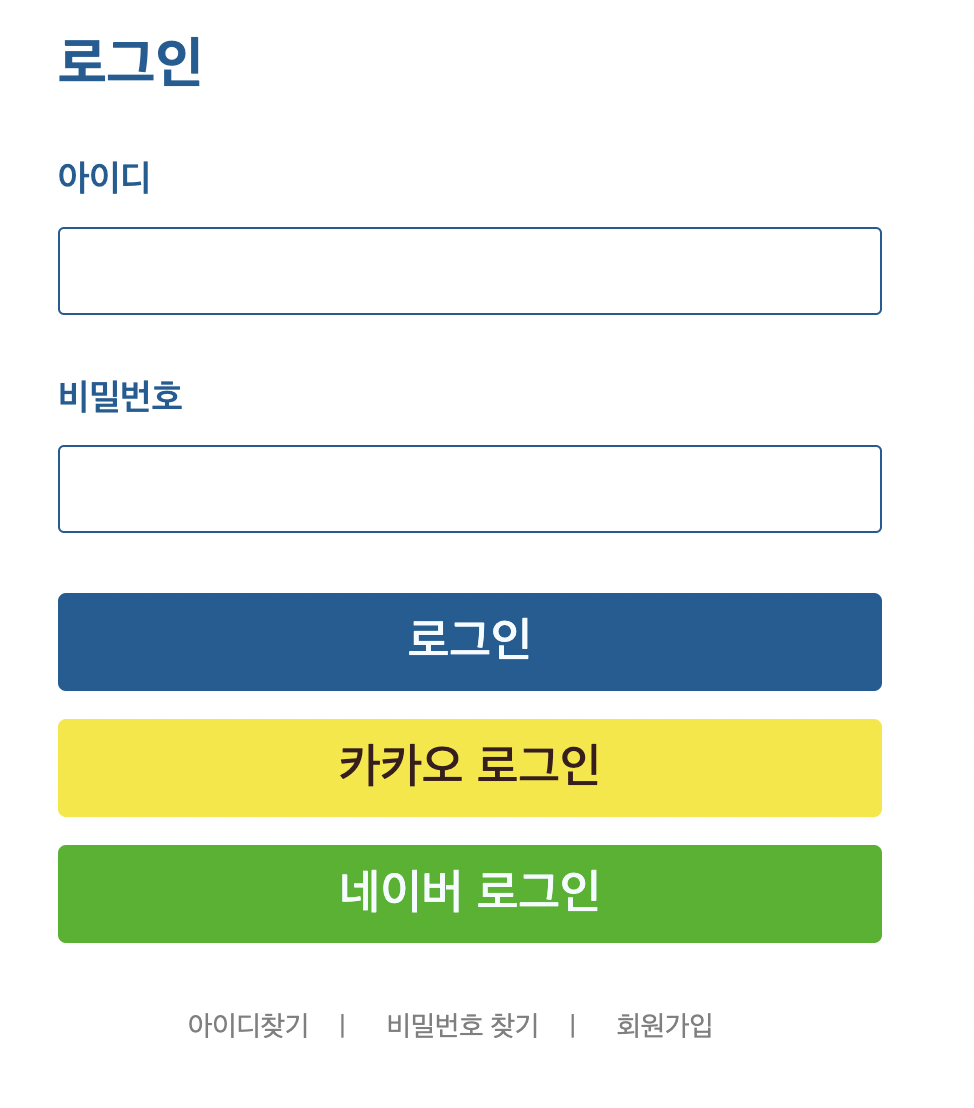 로그인
아이디
비밀번호
로그인
카카오 로그인
네이버 로그인
아이디찾기 | 비밀번호 찾기 | 회원가입